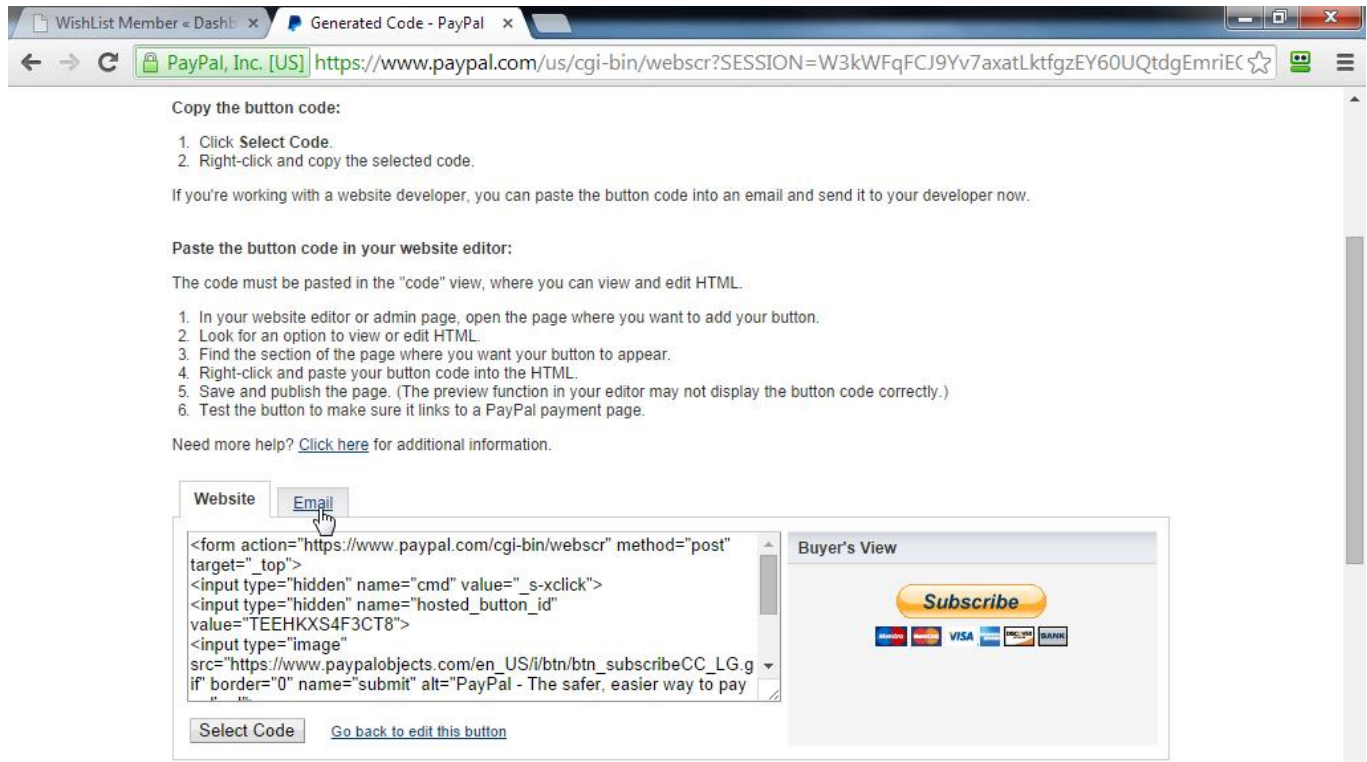 WishList Member « Dashb
Generated Code - PayPal
PayPal, Inc. [US] https://www.paypal.com/us/cgi-bin/webscr?SESSION=W3kWFqFCJ9Yv7axatLktfgzEY60UQtdgEmriE
Copy the button code:
1. Click Select Code.
2. Right-click and copy the selected code.
If you're working with a website developer, you can paste the button code into an email and send it to your developer now.
Paste the button code in your website editor:
The code must be pasted in the "code" view, where you can view and edit HTML.
1. In your website editor or admin page, open the page where you want to add your button.
2. Look for an option to view or edit HTML.
3. Find the section of the page where you want your button to appear.
4. Right-click and paste your button code into the HTML.
5. Save and publish the page. (The preview function in your editor may not display the button code correctly.)
6. Test the button to make sure it links to a PayPal payment page.
Need more help? Click here for additional information.
Website Email
<form action="https://www.paypal.com/cgi-bin/webscr" method="post"
target="_top">
<input type="hidden" name="cmd" value="_s-xclick">
<input type="hidden" name="hosted_button_id"
value="TEEHKXS4F3CT8">
<input type="image"
src="https://www.paypalobjects.com/en_US/i/btn/btn_subscribeCC_LG.g
if" border="0" name="submit" alt="PayPal - The safer, easier way to pay
Buyer's View
Subscribe
Maestro MasterCard VISA DISCOVER BANK
Select Code Go back to edit this button